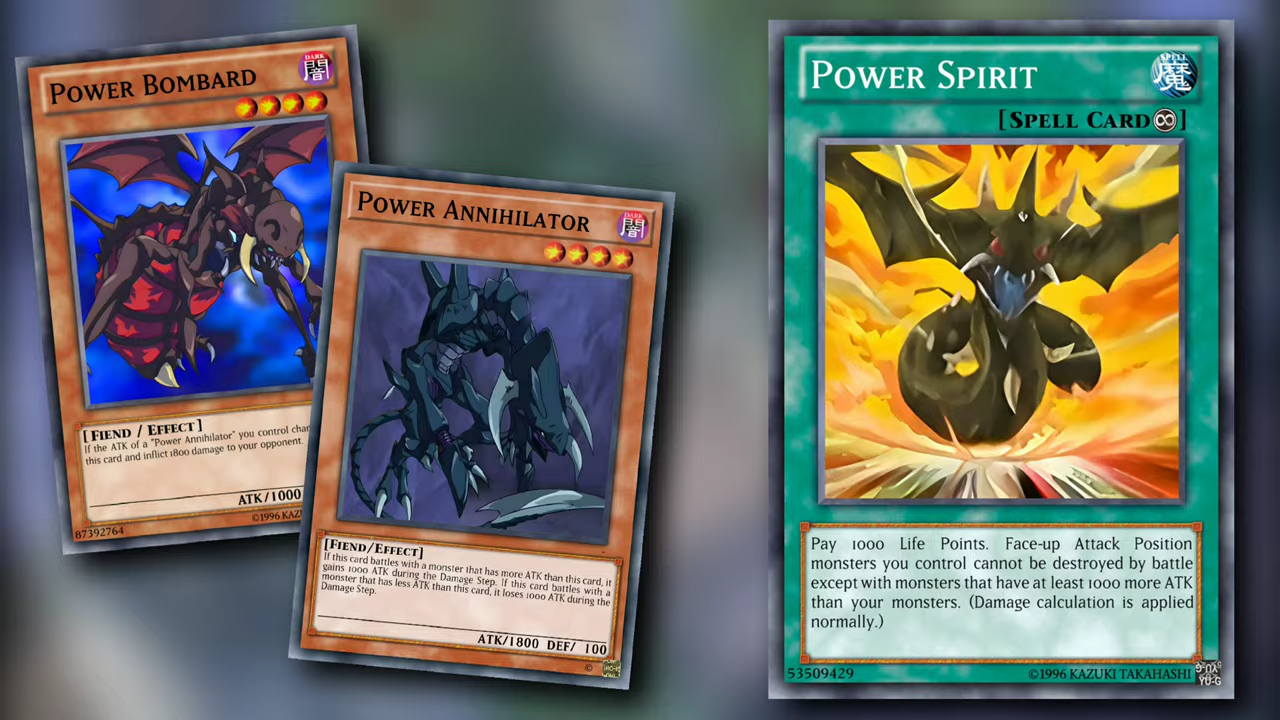 POWER BOMBARD
DARK
闇
[FIEND / EFFECT]
If the ATK of a "Power Annihilator" you control
this card and inflict 1800 damage to your opponent.
ATK/1000
©1996
87392764
POWER ANNIHILATOR
DARK
闇
[FIEND/EFFECT]
If this card battles with a monster that has more ATK than this card, it
gains 1000 ATK during the Damage Step. If this card battles with a
monster that has less ATK than this card, it loses 1000 ATK during the
Damage Step.
ATK/1800 DEF/ 100
©
POWER SPIRIT
SPELL
魔
[SPELL CARD∞]
Pay 1000 Life Points. Face-up Attack Position
monsters you control cannot be destroyed by battle
except with monsters that have at least 1000 more ATK
than your monsters. (Damage calculation is applied
normally.)
53509429
©1996 KAZUKI TAKAHASHI